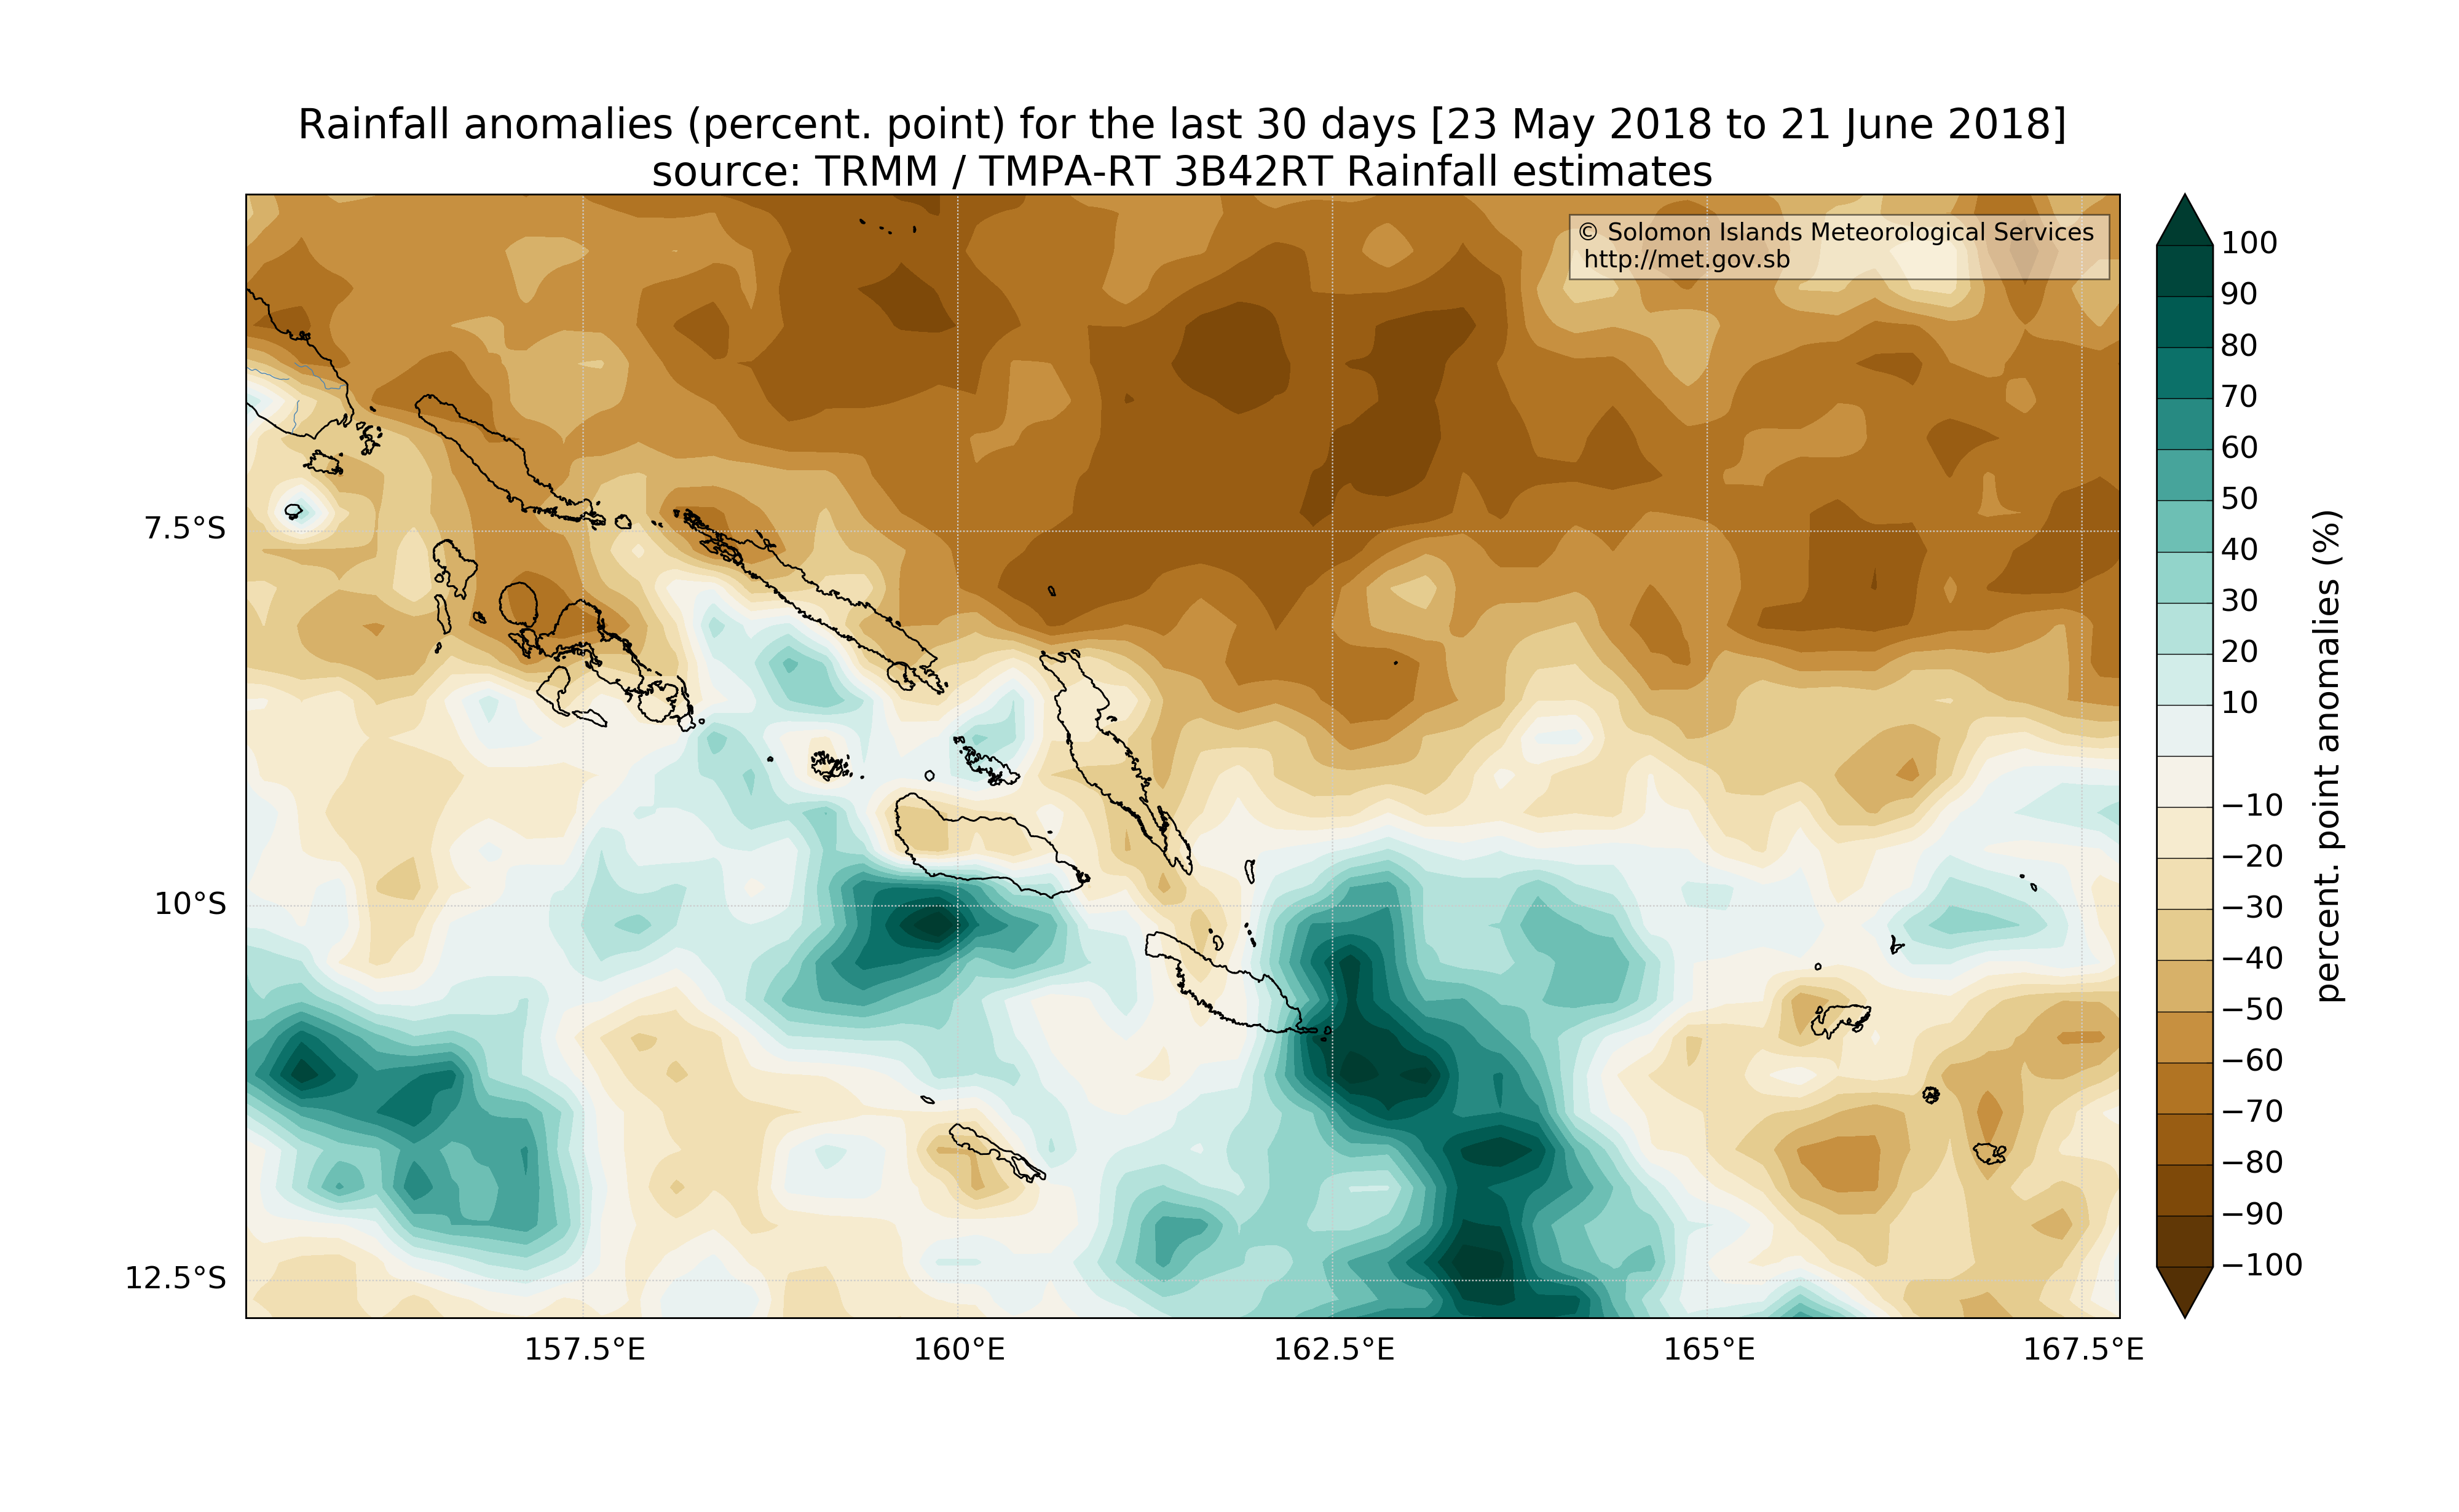 Rainfall anomalies (percent. point) for the last 30 days [23 May 2018 to 21 June 2018]
source: TRMM / TMPA-RT 3B42RT Rainfall estimates
© Solomon Islands Meteorological Services
http://met.gov.sb
7.5°S
10°S
12.5°S
157.5°E
160°E
162.5°E
165°E
167.5°E
100
90
80
70
60
50
40
30
20
10
−10
−20
−30
−40
−50
−60
−70
−80
−90
−100
percent. point anomalies (%)